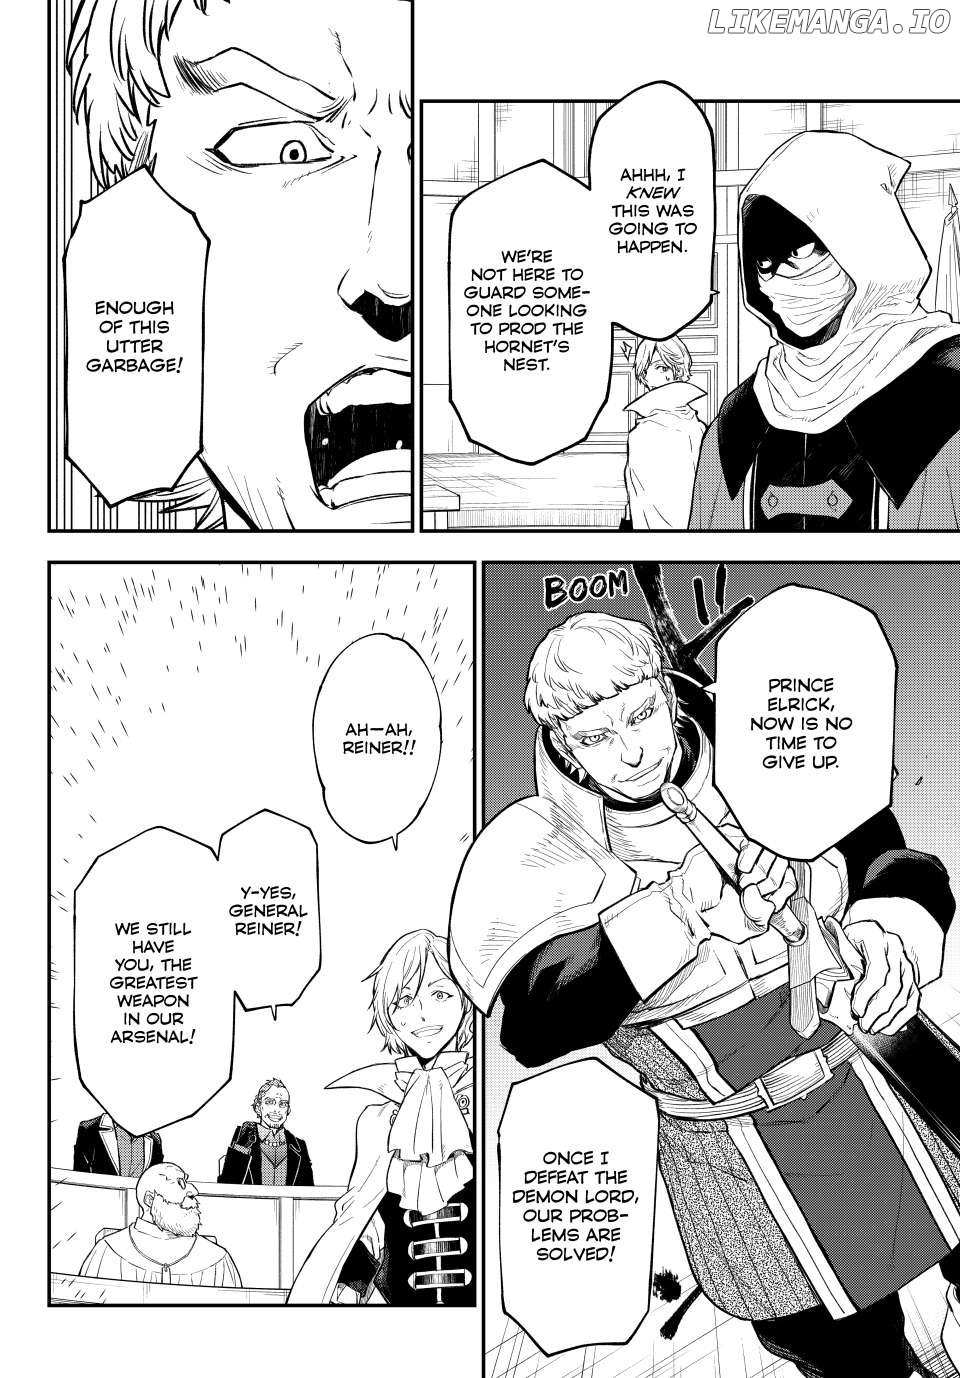 LIKEMANGA.IO
AHHH, I
KNEW
THIS WAS
GOING TO
HAPPEN.
WE'RE
NOT HERE TO
GUARD SOME-
ONE LOOKING
TO PROD THE
HORNET'S
NEST.
ENOUGH
OF THIS
UTTER
GARBAGE!
BOOM
PRINCE
ELRICK,
NOW IS NO
TIME TO
GIVE UP.
ONCE I
DEFEAT THE
DEMON LORD,
OUR PROB-
LEMS ARE
SOLVED!
AH—AH,
REINER!!
Y-YES,
GENERAL
REINER!
WE STILL
HAVE
YOU, THE
GREATEST
WEAPON
IN OUR
ARSENAL!